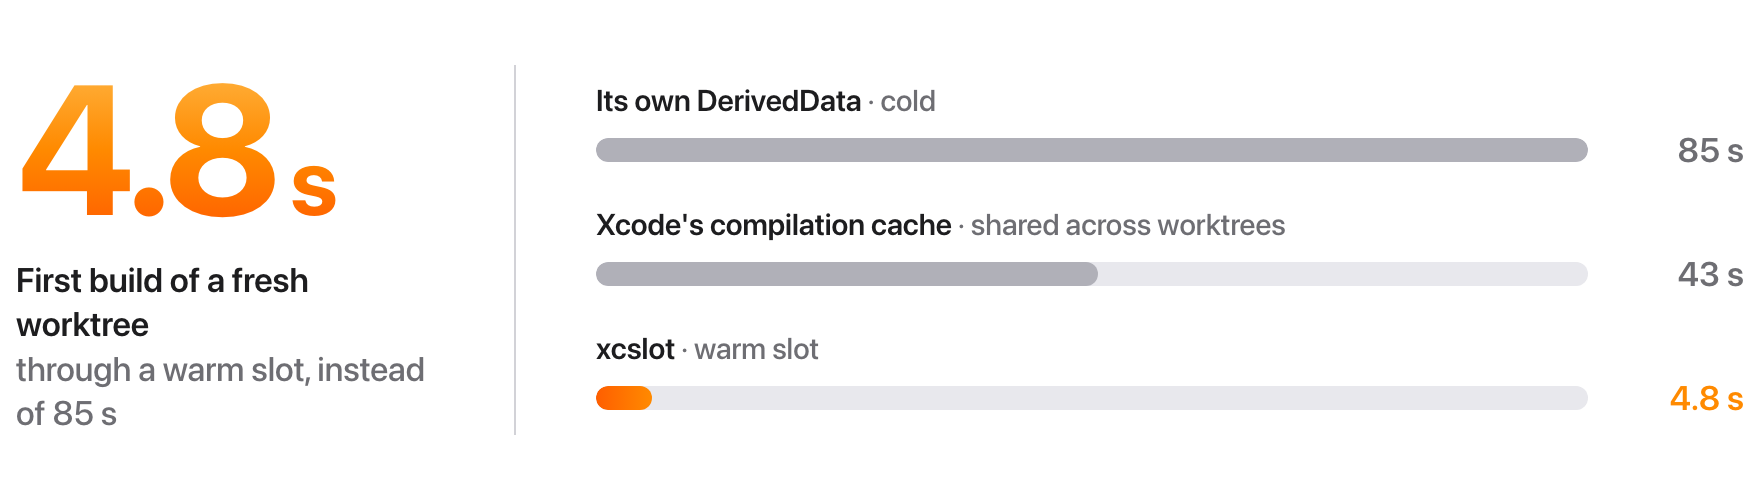 4.8 s
First build of a fresh
worktree
through a warm slot, instead
of 85 s
Its own DerivedData · cold
85 s
Xcode's compilation cache · shared across worktrees
43 s
xcslot · warm slot
4.8 s